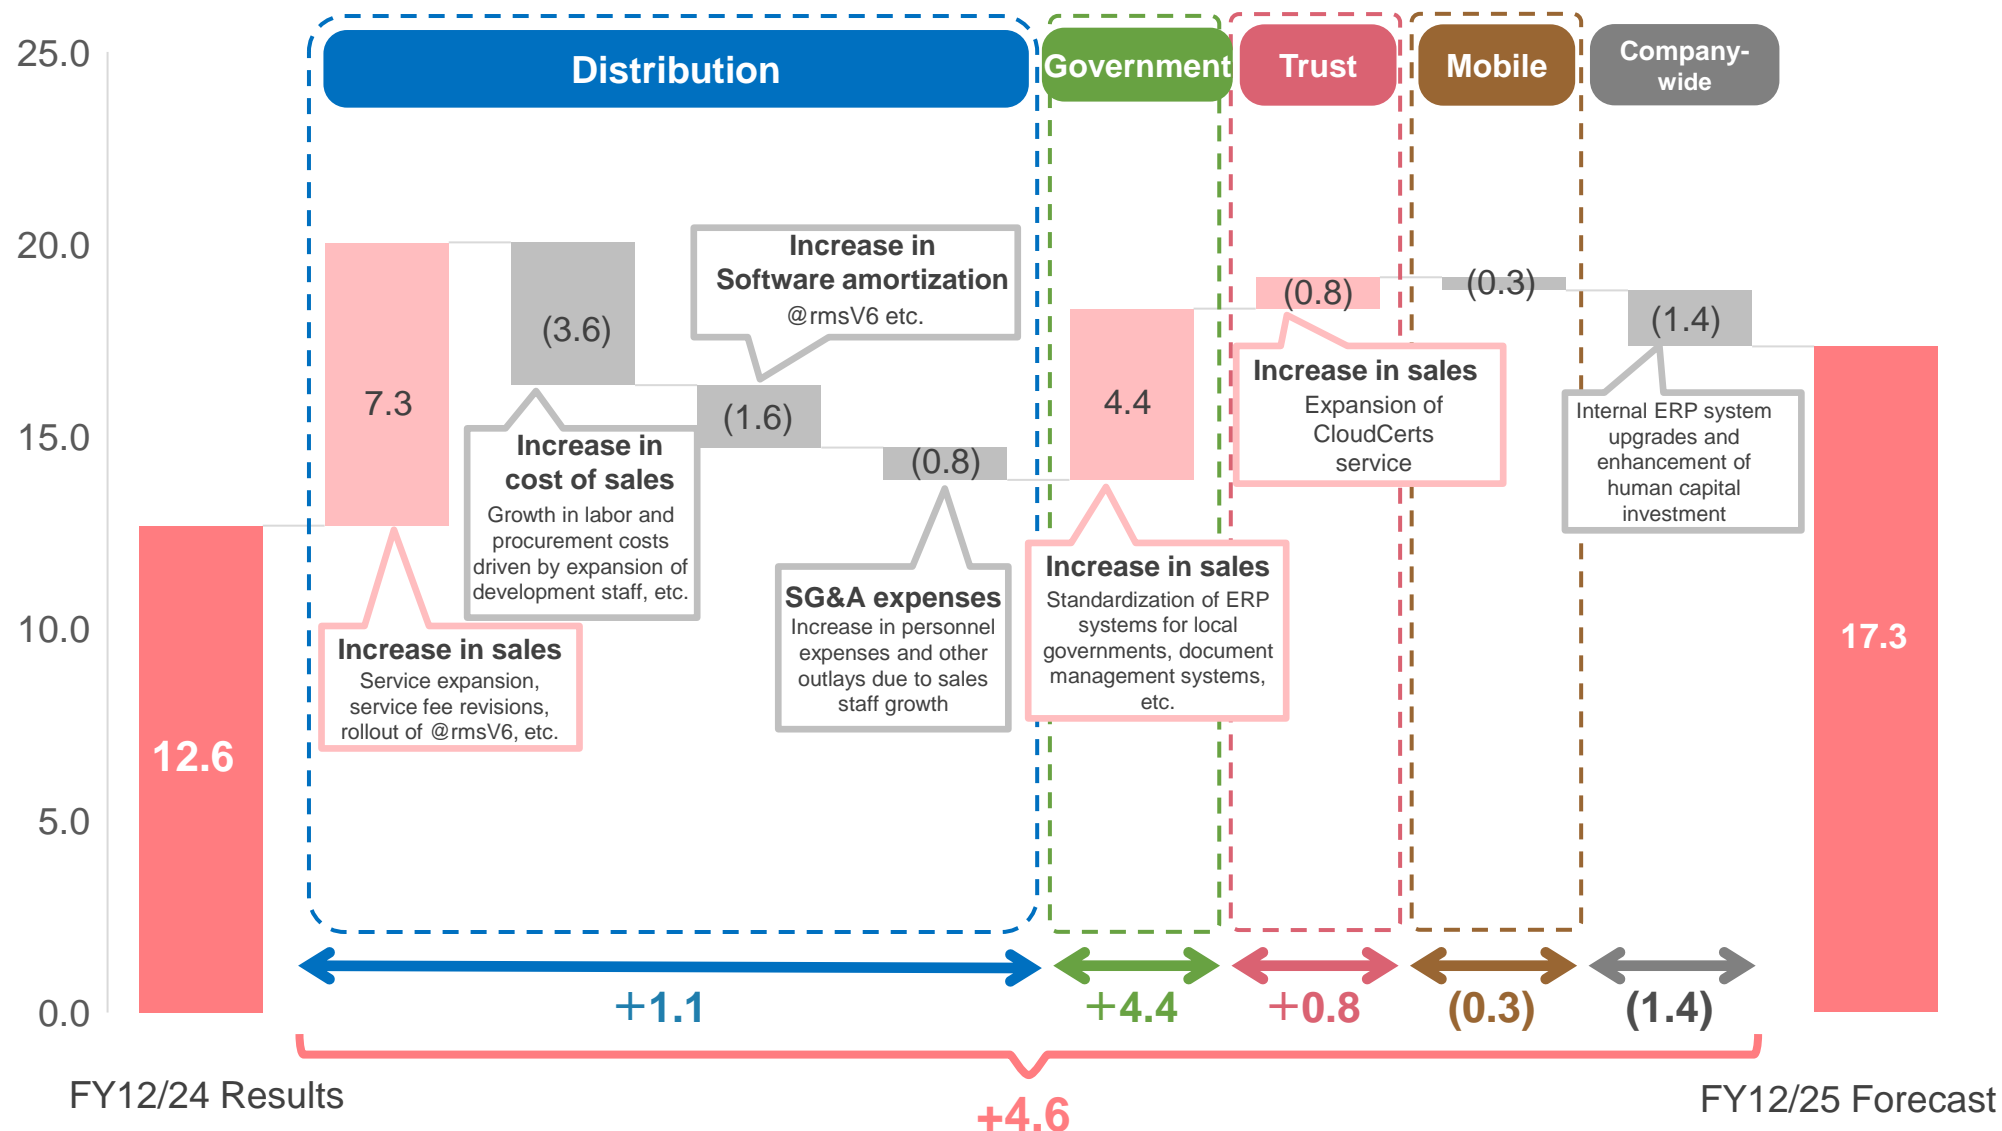 Distribution
Government
Trust
Mobile
Company-
wide
25.0
20.0
15.0
10.0
5.0
0.0
12.6
7.3
(3.6)
(1.6)
(0.8)
4.4
(0.8)
(0.3)
(1.4)
17.3
Increase in
Software amortization
@rmsV6 etc.
Increase in
cost of sales
Growth in labor and
procurement costs
driven by expansion of
development staff, etc.
Increase in sales
Service expansion,
service fee revisions,
rollout of @rmsV6, etc.
SG&A expenses
Increase in personnel
expenses and other
outlays due to sales
staff growth
Increase in sales
Standardization of ERP
systems for local
governments, document
management systems,
etc.
Increase in sales
Expansion of
CloudCerts
service
Internal ERP system
upgrades and
enhancement of
human capital
investment
+1.1
+4.4
+0.8
(0.3)
(1.4)
FY12/24 Results
+4.6
FY12/25 Forecast